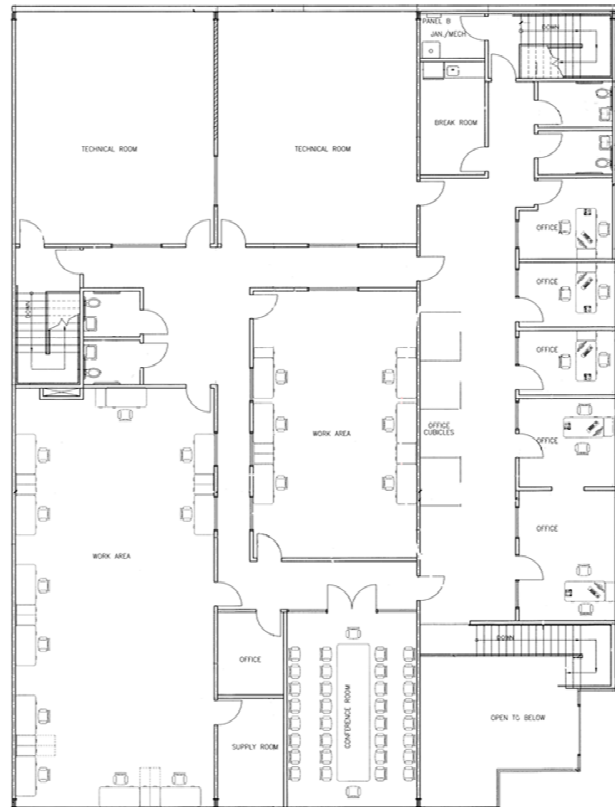 PANEL B
JAN./MECH
DOWN
BREAK ROOM
TECHNICAL ROOM
TECHNICAL ROOM
OFFICE
OFFICE
DOWN
OFFICE
OFFICE
CUBICLES
WORK AREA
OFFICE
OFFICE
WORK AREA
DOWN
OFFICE
CONFERENCE ROOM
OPEN TO BELOW
SUPPLY ROOM